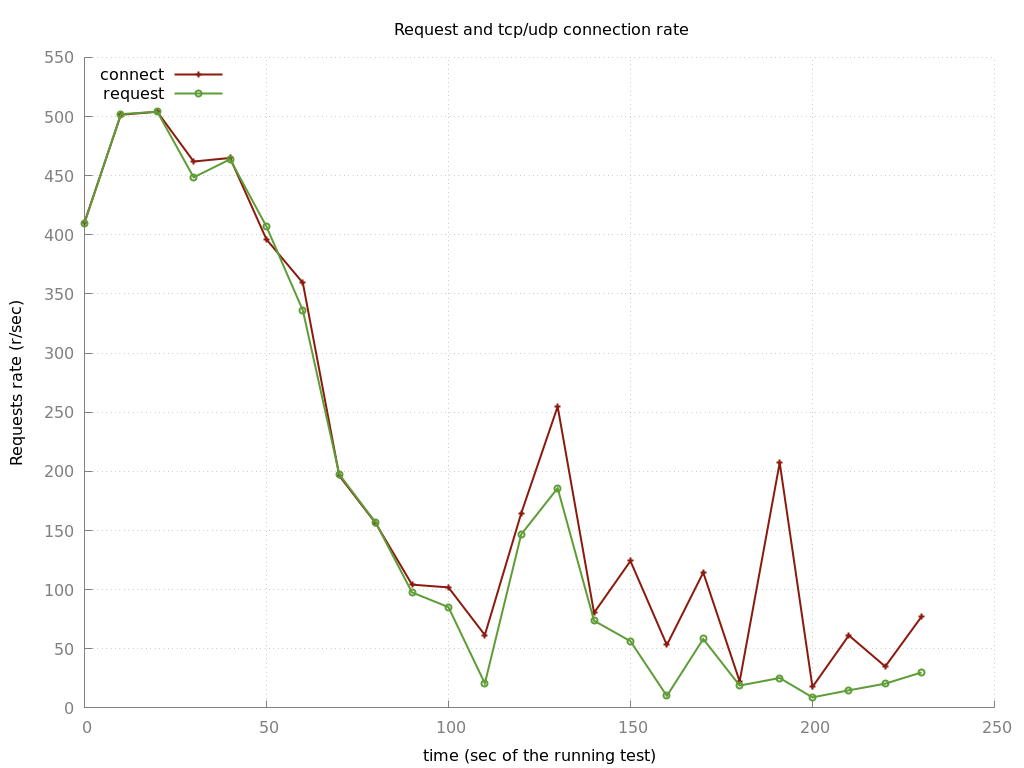 Request and tcp/udp connection rate
550
500
450
400
350
300
250
200
150
100
50
0
connect
request
Requests rate (r/sec)
0 50 100 150 200 250
time (sec of the running test)